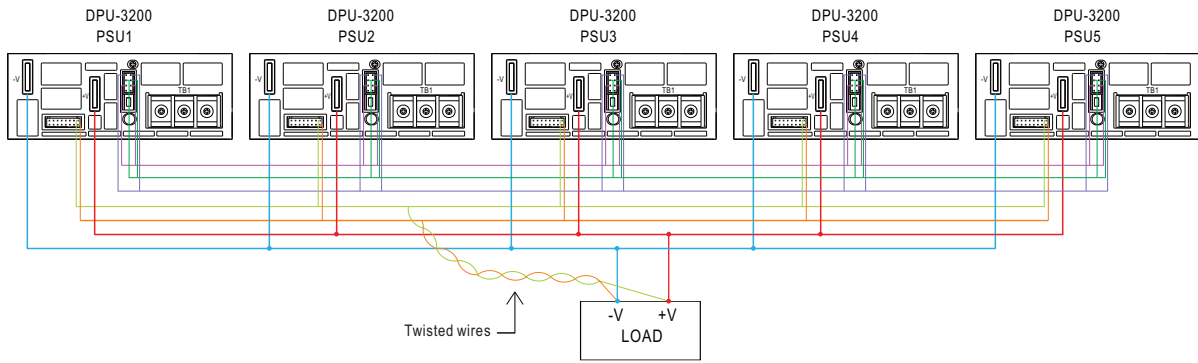 DPU-3200 DPU-3200 DPU-3200 DPU-3200 DPU-3200
PSU1 PSU2 PSU3 PSU4 PSU5
-V +V TB1 -V +V TB1 -V +V TB1 -V +V TB1 -V +V TB1
-V +V
Twisted wires LOAD